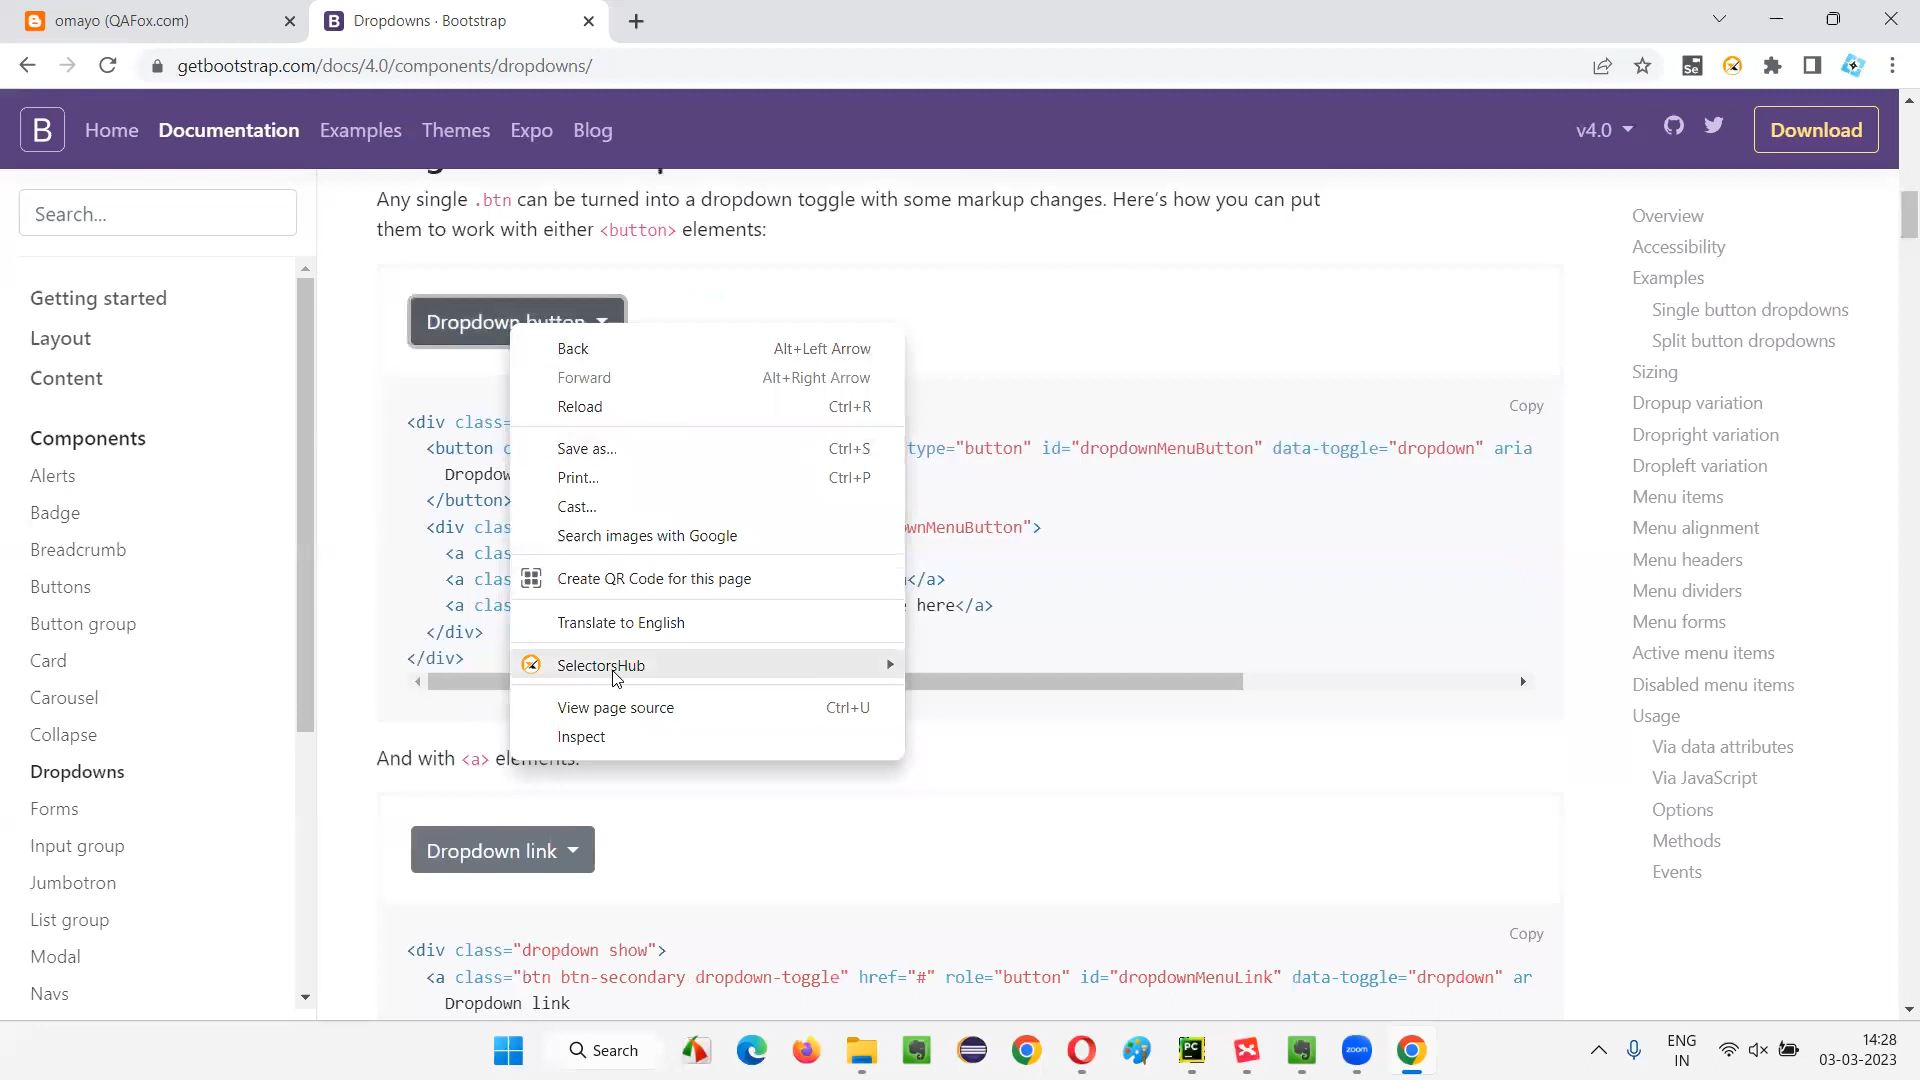 omayo (QAFox.com)
Dropdowns · Bootstrap
getbootstrap.com/docs/4.0/components/dropdowns/
B Home Documentation Examples Themes Expo Blog
v4.0
Download
Search...
Getting started
Layout
Content
Components
Alerts
Badge
Breadcrumb
Buttons
Button group
Card
Carousel
Collapse
Dropdowns
Forms
Input group
Jumbotron
List group
Modal
Navs
Any single .btn can be turned into a dropdown toggle with some markup changes. Here's how you can put
them to work with either <button> elements:
Dropdown button
Copy
<div class=
<button c
type="button" id="dropdownMenuButton" data-toggle="dropdown" aria
Dropdow
</button>
<div clas
wnMenuButton">
<a clas
<a clas
</a>
<a clas
here</a>
</div>
</div>
Back Alt+Left Arrow
Forward Alt+Right Arrow
Reload Ctrl+R
Save as... Ctrl+S
Print... Ctrl+P
Cast...
Search images with Google
Create QR Code for this page
Translate to English
SelectorsHub
View page source Ctrl+U
Inspect
And with <a> elements:
Dropdown link
Copy
<div class="dropdown show">
<a class="btn btn-secondary dropdown-toggle" href="#" role="button" id="dropdownMenuLink" data-toggle="dropdown" ar
Dropdown link
Overview
Accessibility
Examples
Single button dropdowns
Split button dropdowns
Sizing
Dropup variation
Dropright variation
Dropleft variation
Menu items
Menu alignment
Menu headers
Menu dividers
Menu forms
Active menu items
Disabled menu items
Usage
Via data attributes
Via JavaScript
Options
Methods
Events
Search
Se
PC
zoom
ENG
IN
14:28
03-03-2023